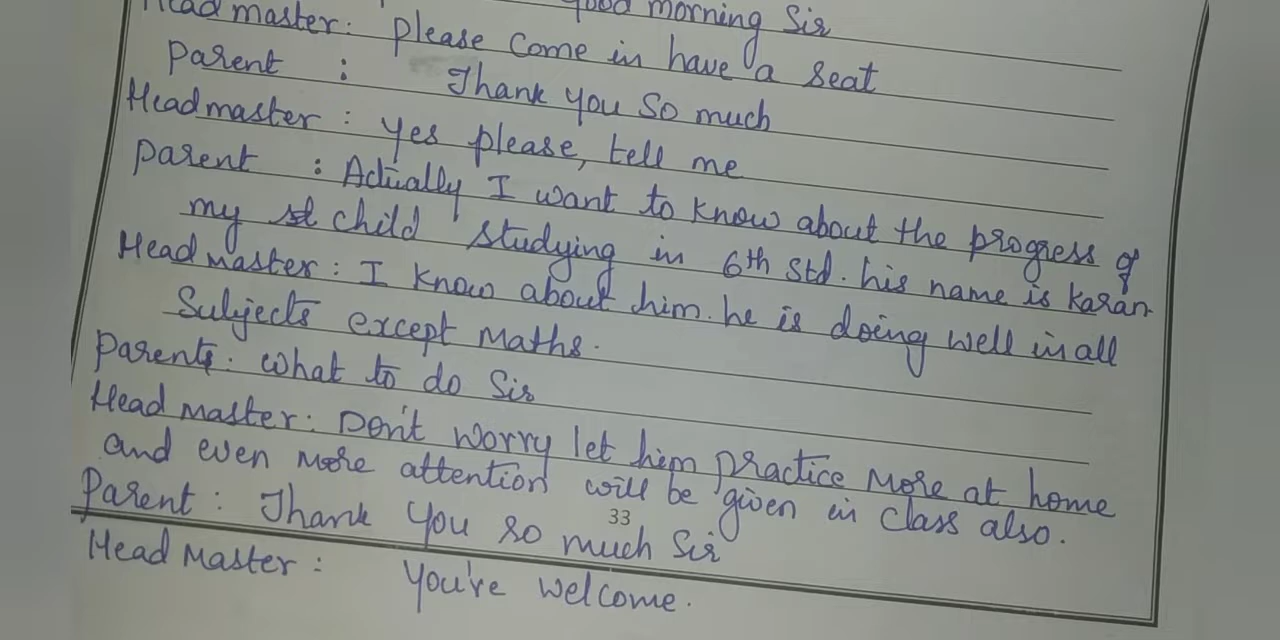 good morning Sir
Headmaster: please come in have a seat
parent : Thank you so much
Headmaster: yes please, tell me
parent : Actually I want to know about the progress of
my child studying in 6th std. his name is karan
Headmaster: I know about him. he is doing well in all
Subjects except Maths.
parents: what to do Sir
Head master: Don't worry let him practice More at home
and even More attention will be given in class also.
Parent: Thank you so much Sir
33
Head Master: You're welcome.